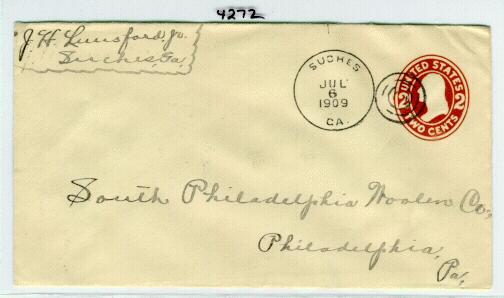 4272
J. H. Lunsford, Jr.
Suches Ga.
SUCHES
JUL
6
1909
GA.
UNITED STATES
2 2
TWO CENTS
South Philadelphia Woolen Co.,
Philadelphia,
Pa.